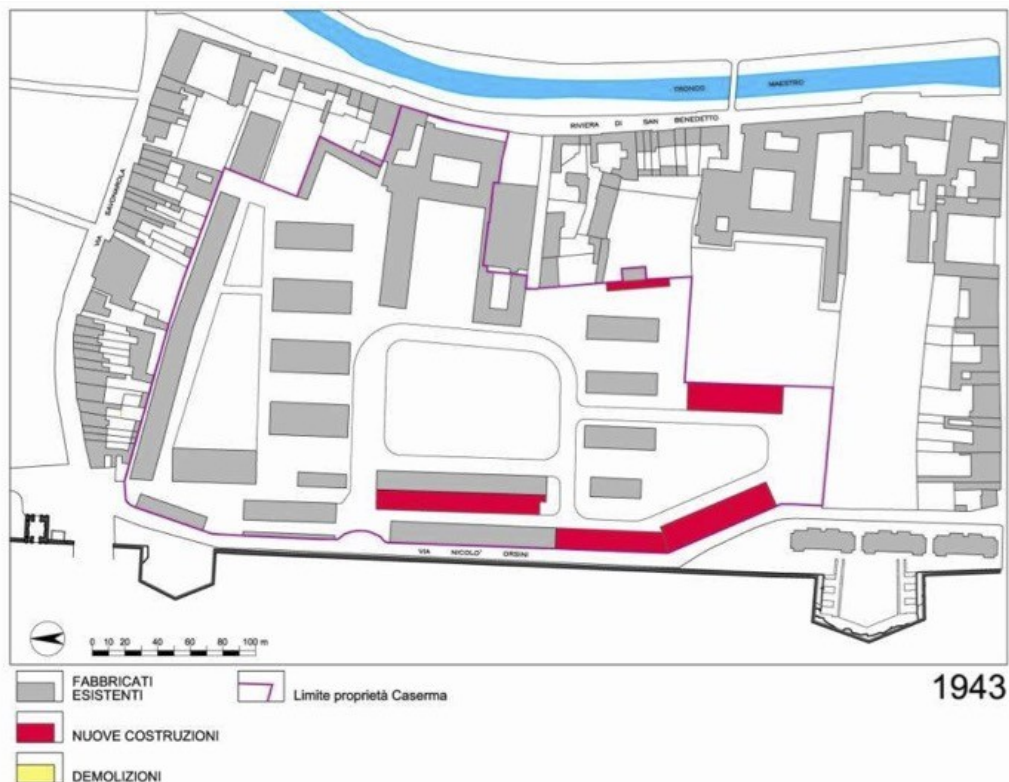 TRONCO MAESTRO
RIVIERA DI SAN BENEDETTO
VIA SAVONAROLA
VIA NICOLO' ORSINI
0 10 20 40 60 80 100 m
FABBRICATI
ESISTENTI
Limite proprietà Caserma
1943
NUOVE COSTRUZIONI
DEMOLIZIONI